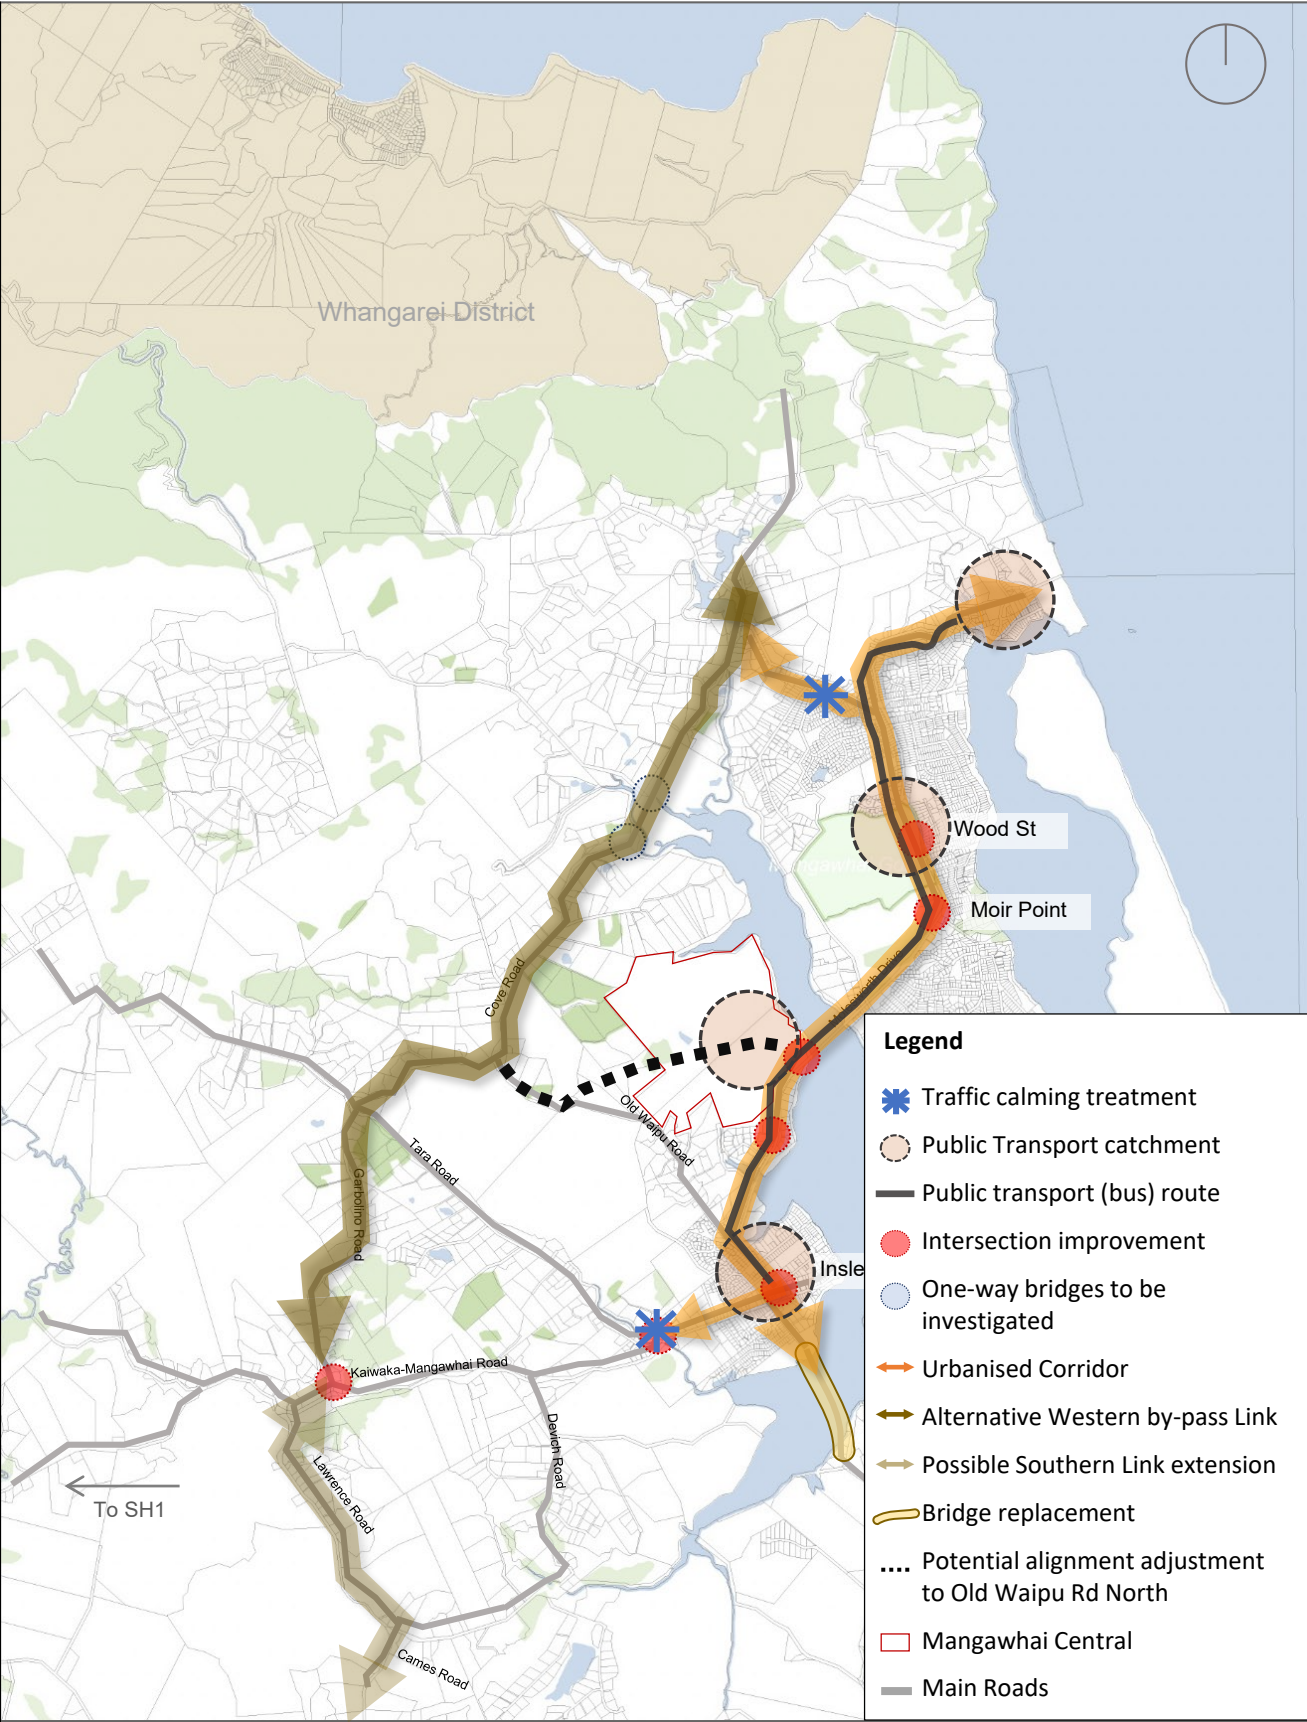 Whangarei District
Wood St
Moir Point
Molesworth Drive
Cove Road
Old Waipu Road
Tara Road
Garbolino Road
Insle
Kaiwaka-Mangawhai Road
Devich Road
Lawrence Road
To SH1
Cames Road
Legend
Traffic calming treatment
Public Transport catchment
Public transport (bus) route
Intersection improvement
One-way bridges to be
investigated
Urbanised Corridor
Alternative Western by-pass Link
Possible Southern Link extension
Bridge replacement
Potential alignment adjustment
to Old Waipu Rd North
Mangawhai Central
Main Roads